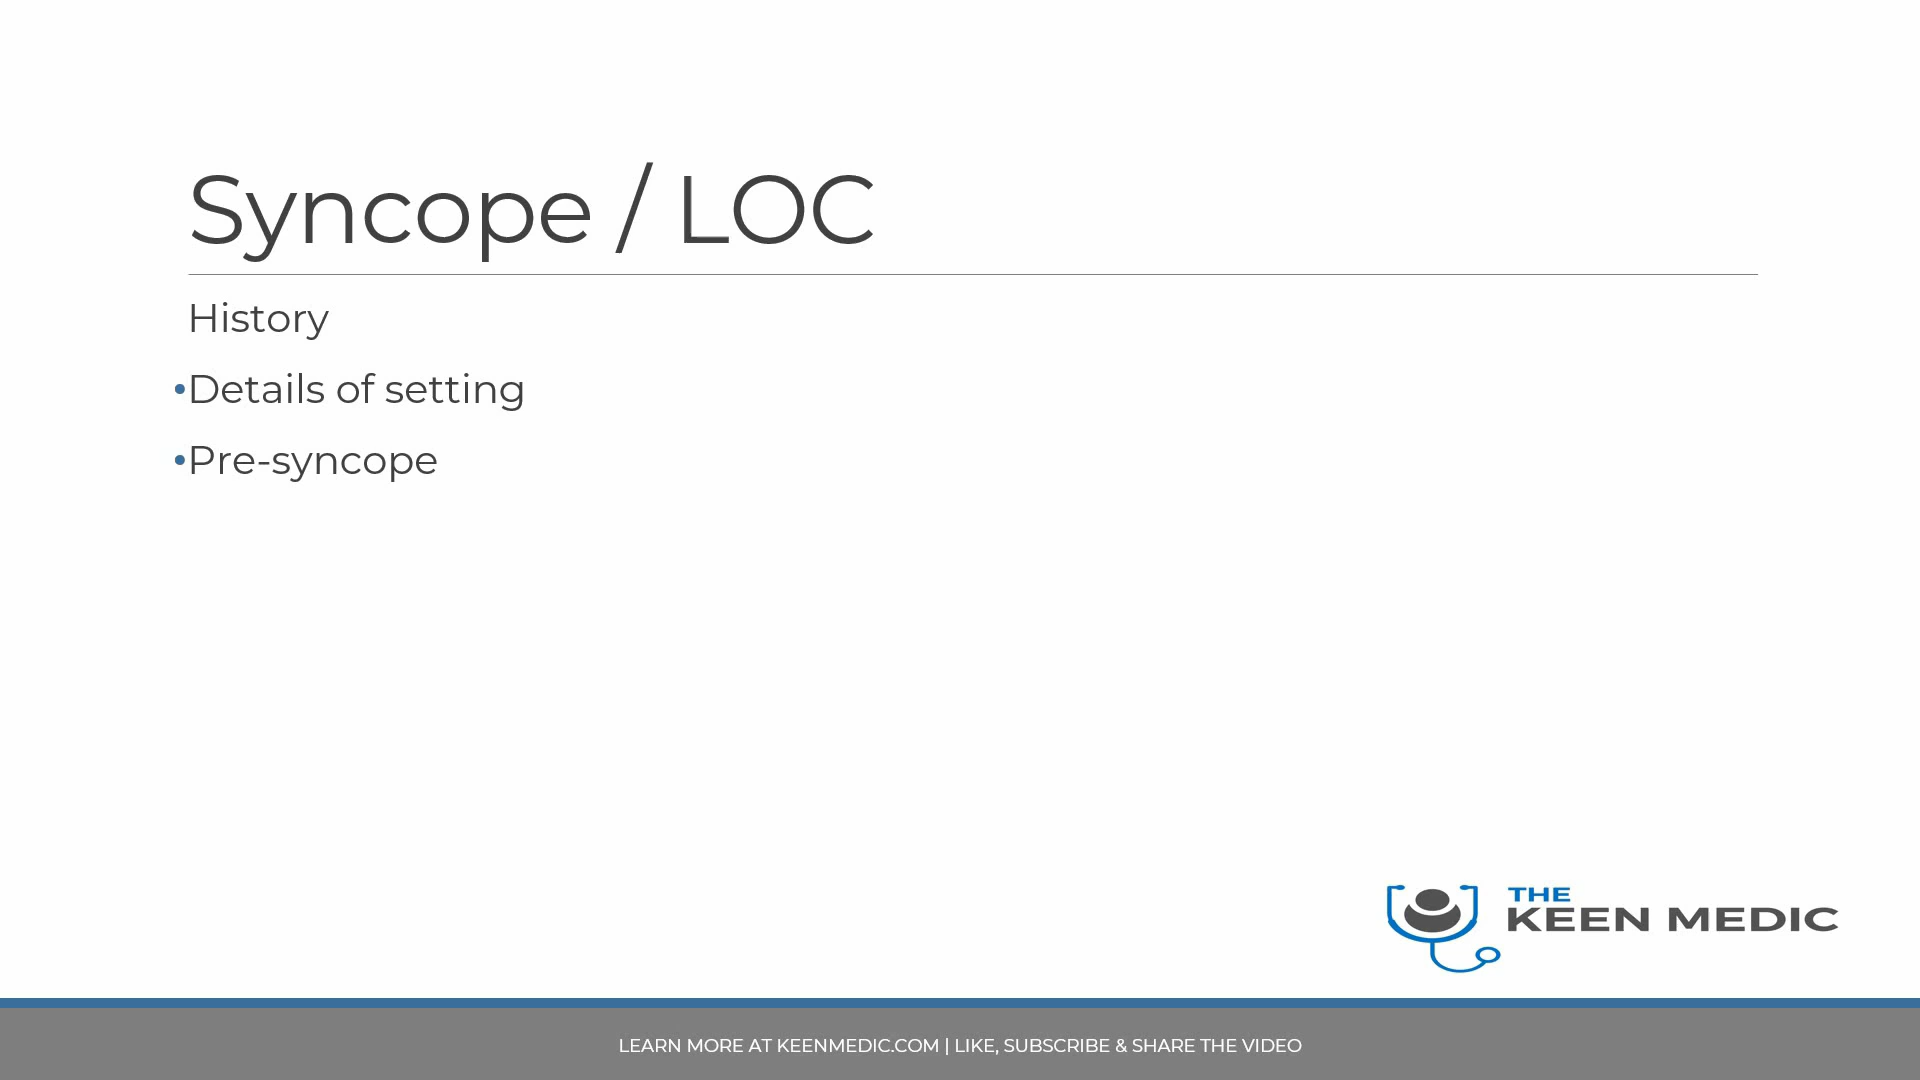 Syncope / LOC
History
•Details of setting
•Pre-syncope
THE
KEEN MEDIC
LEARN MORE AT KEENMEDIC.COM | LIKE, SUBSCRIBE & SHARE THE VIDEO